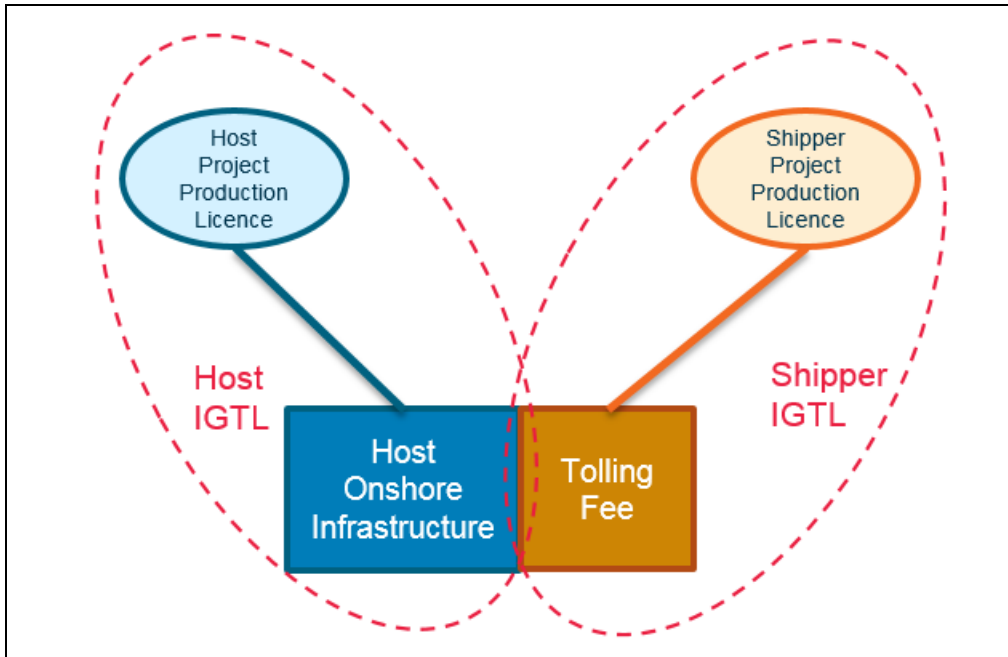 Host
Project
Production
Licence
Shipper
Project
Production
Licence
Host
IGTL
Shipper
IGTL
Host
Onshore
Infrastructure
Tolling
Fee